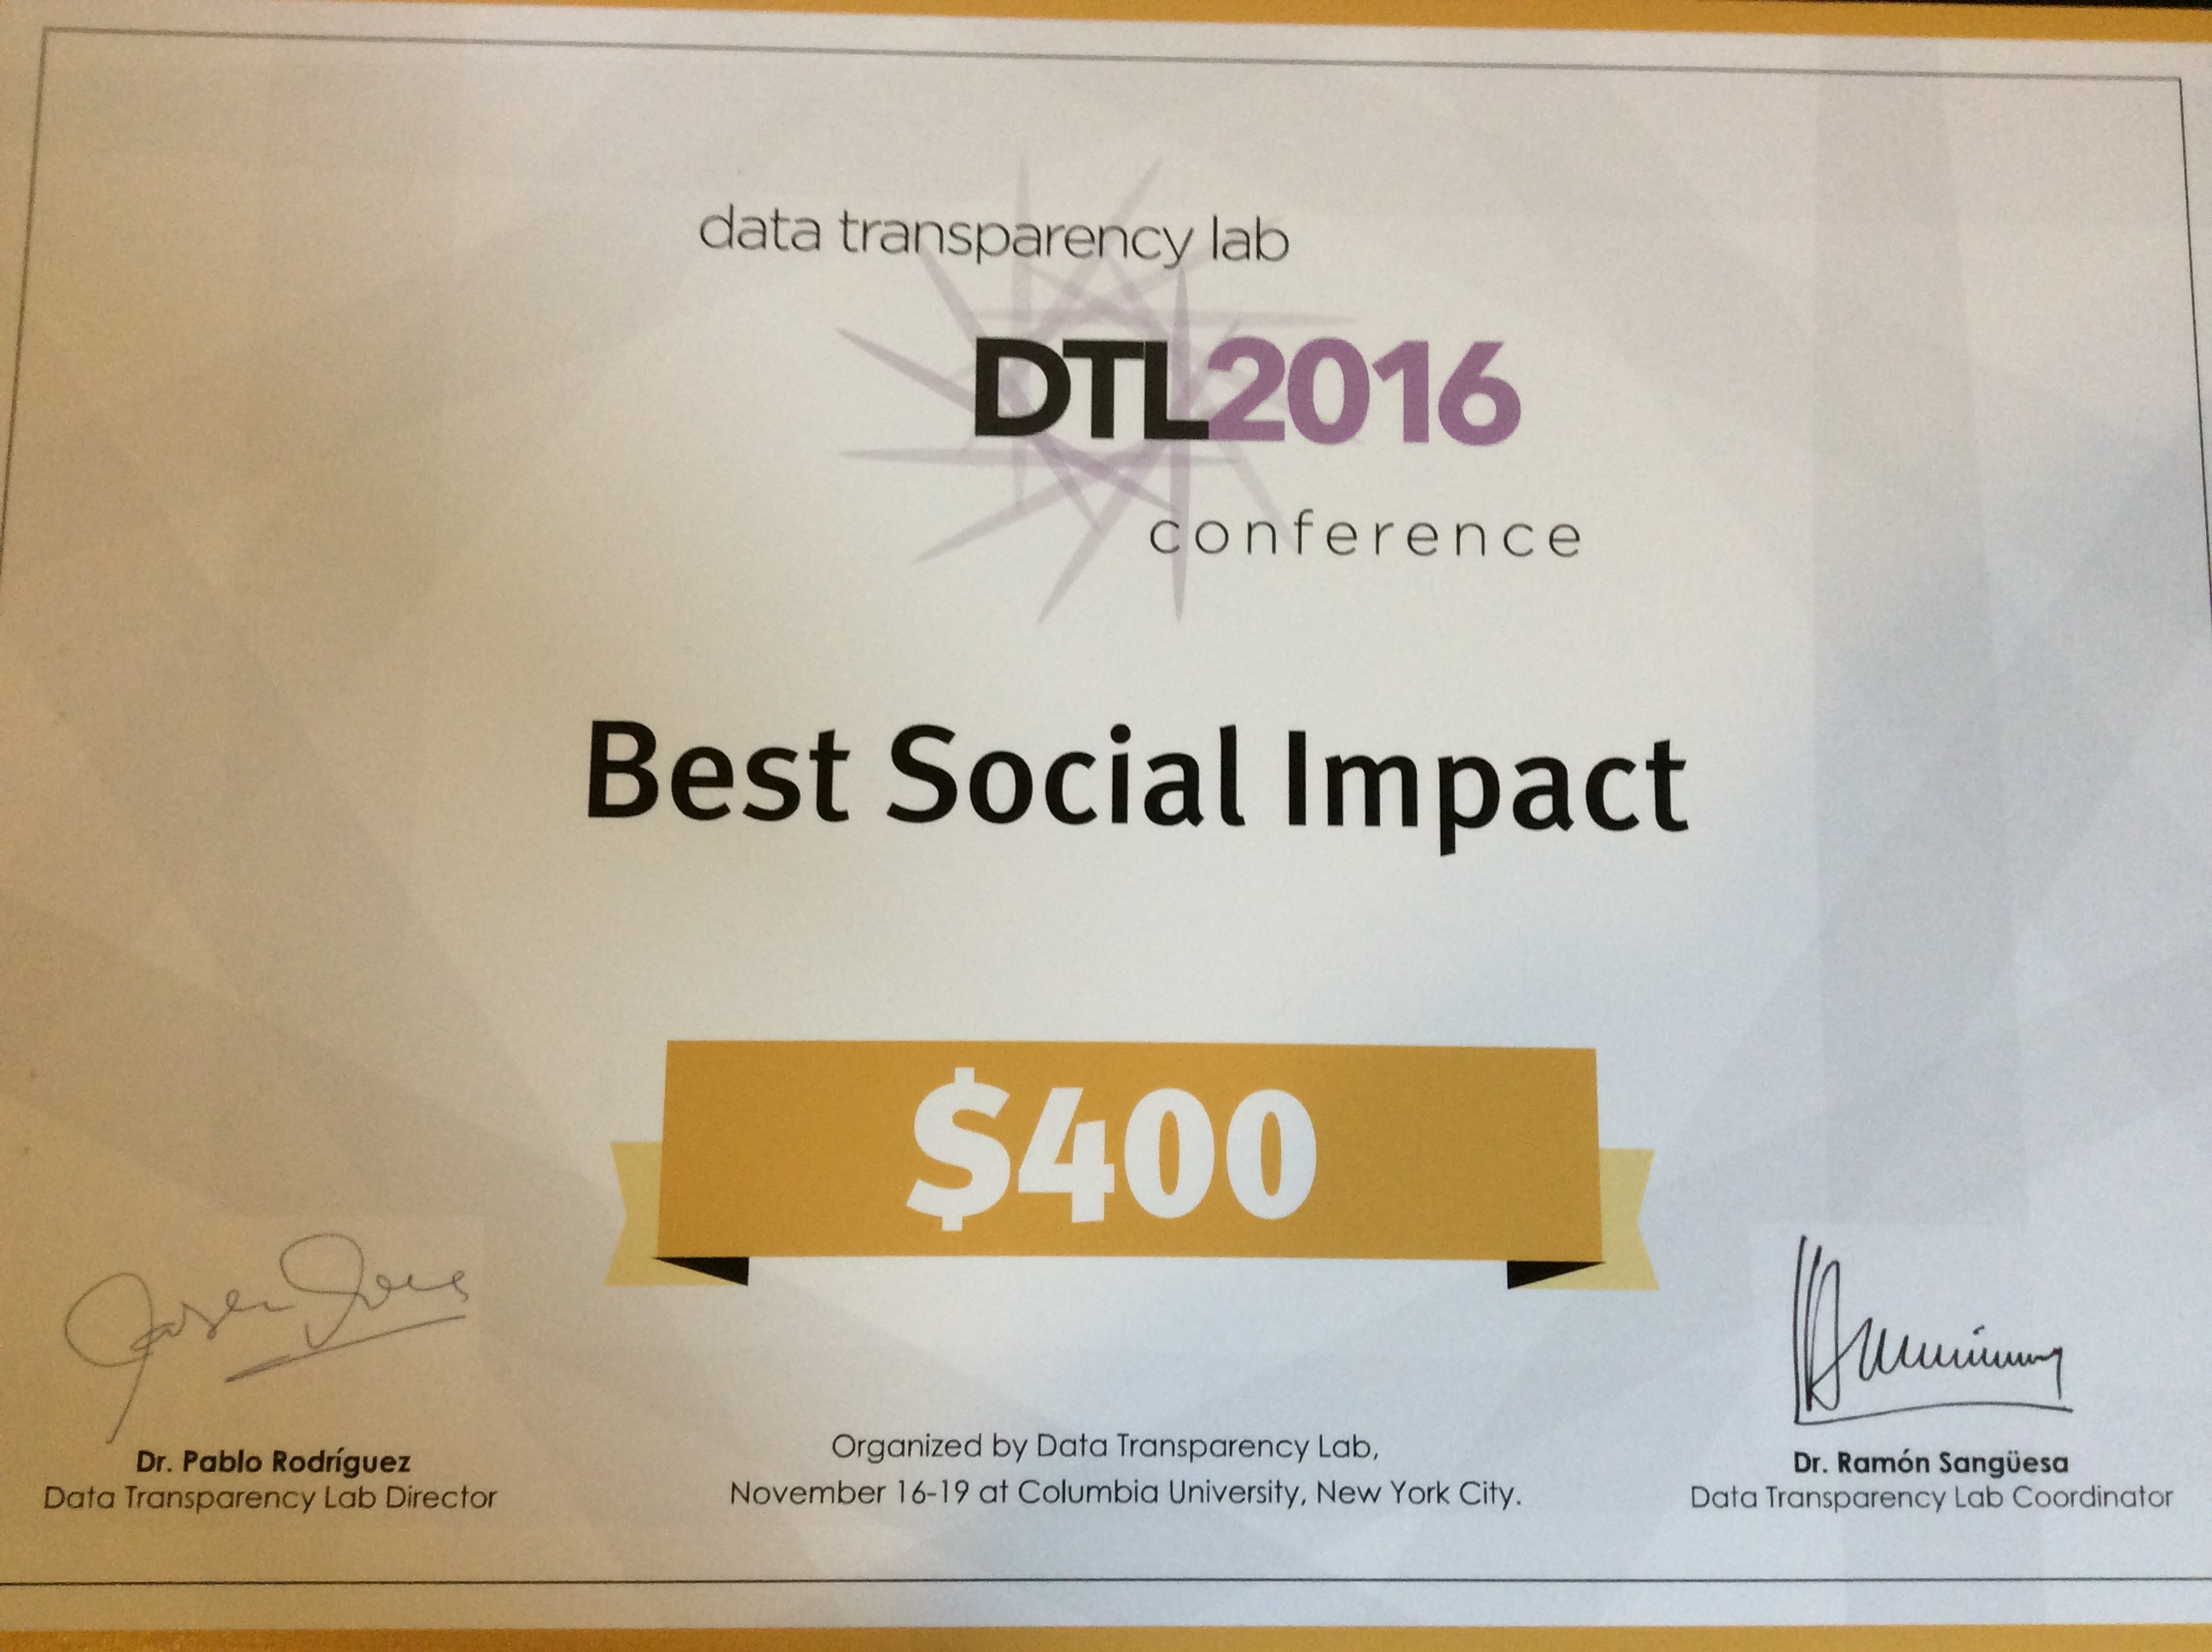 data transparency lab
DTL2016
conference
Best Social Impact
$400
Dr. Pablo Rodríguez
Data Transparency Lab Director
Organized by Data Transparency Lab,
November 16-19 at Columbia University, New York City.
Dr. Ramón Sangüesa
Data Transparency Lab Coordinator